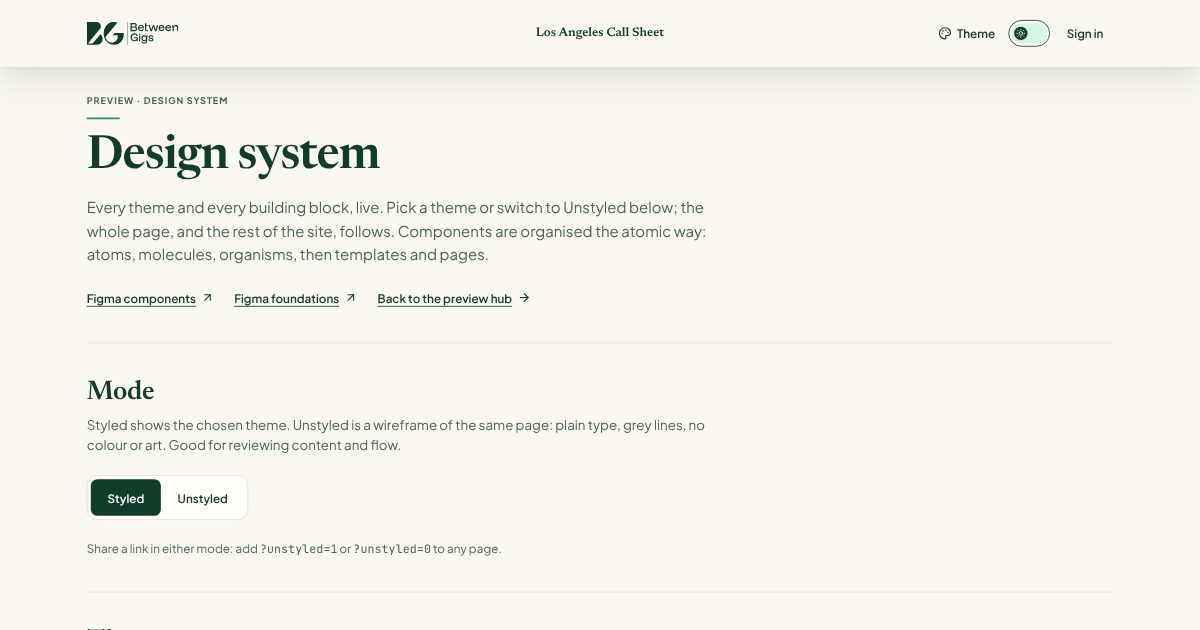 BG Between
Gigs
Los Angeles Call Sheet
Theme
Sign in
PREVIEW · DESIGN SYSTEM
Design system
Every theme and every building block, live. Pick a theme or switch to Unstyled below; the
whole page, and the rest of the site, follows. Components are organised the atomic way:
atoms, molecules, organisms, then templates and pages.
Figma components ↗ Figma foundations ↗ Back to the preview hub →
Mode
Styled shows the chosen theme. Unstyled is a wireframe of the same page: plain type, grey lines, no
colour or art. Good for reviewing content and flow.
Styled Unstyled
Share a link in either mode: add ?unstyled=1 or ?unstyled=0 to any page.